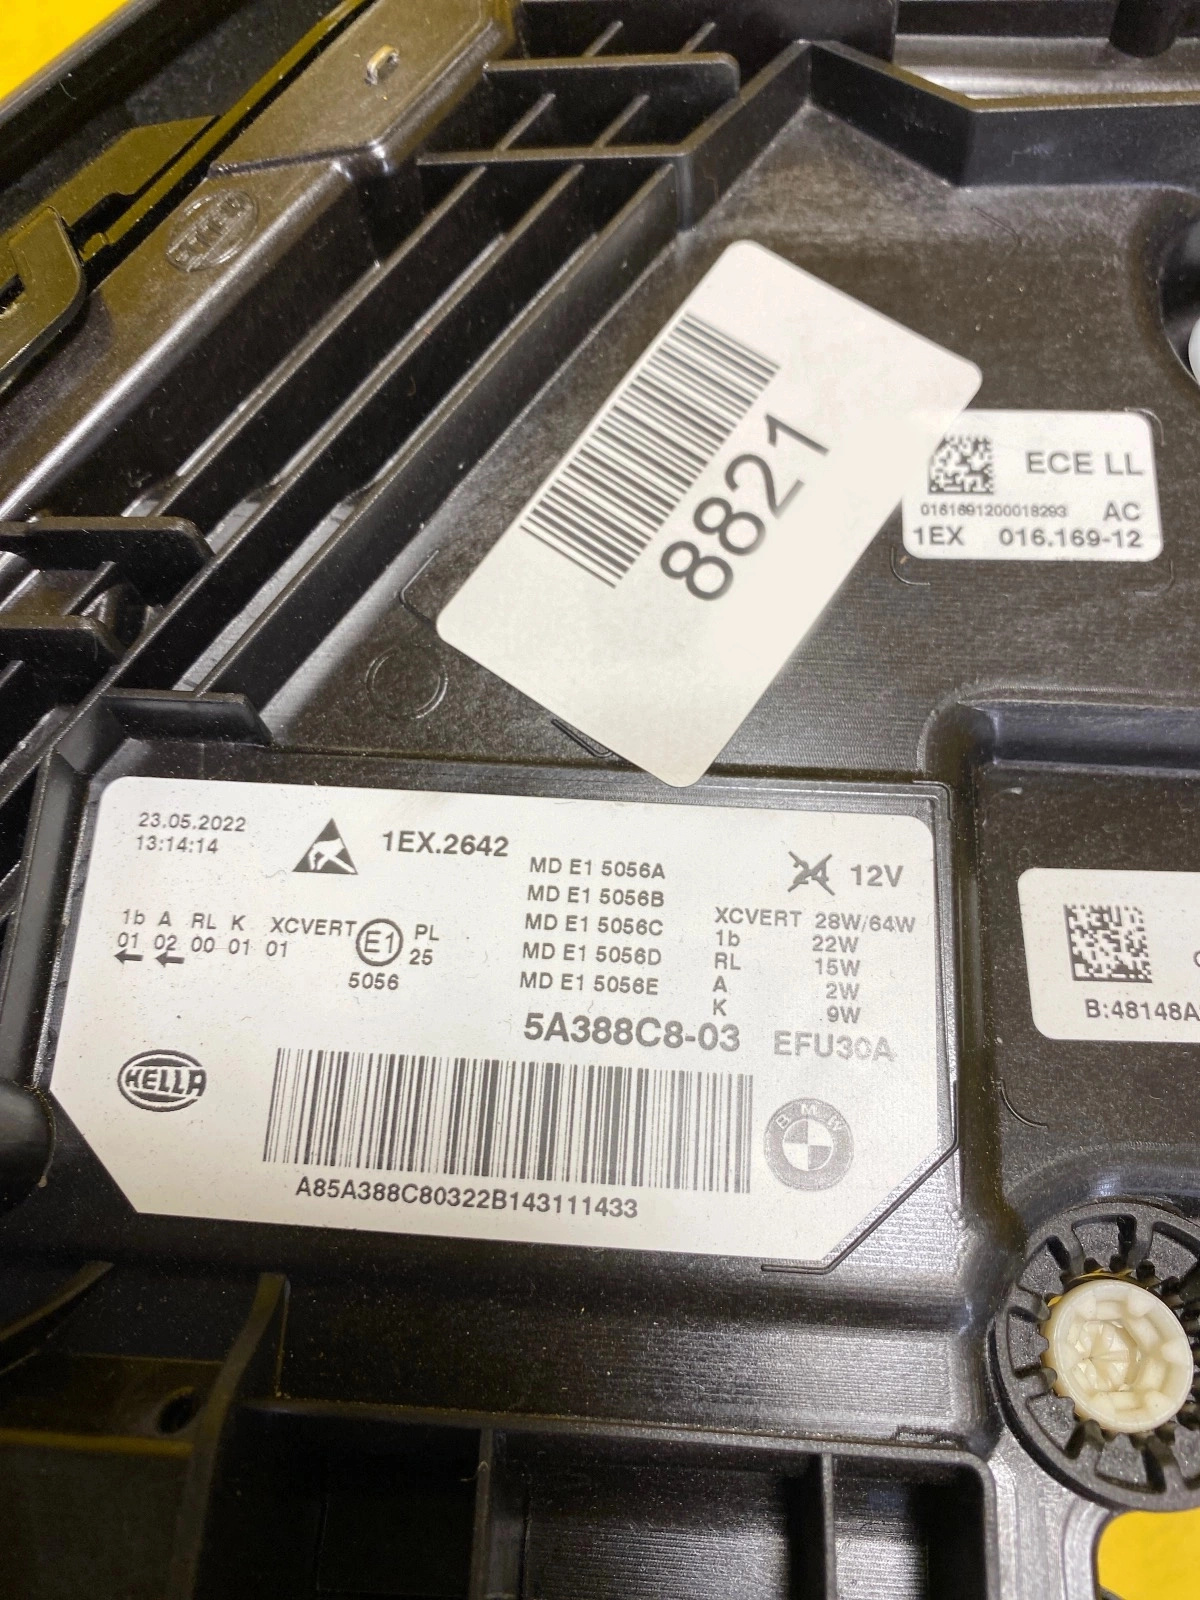 HELLA
8821
ECE LL
0161691200018293 AC
1EX 016.169-12
23.05.2022
13:14:14
1EX.2642
24 12V
MD E1 5056A
MD E1 5056B
MD E1 5056C
MD E1 5056D
MD E1 5056E
1b A RL K XCVERT
01 02 00 01 01
E1
5056
PL
25
XCVERT 28W/64W
1b 22W
RL 15W
A 2W
K .9W
5A388C8-03 EFU30A
HELLA
BMW
A85A388C80322B143111433
B:48148A